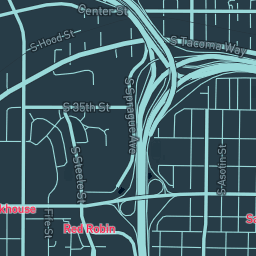 Center St
S Hood St
S Tacoma Way
S Sprague Ave
S 35th St
S Steele St
S Asotin St
Fife St
khouse
Red Robin
Sa